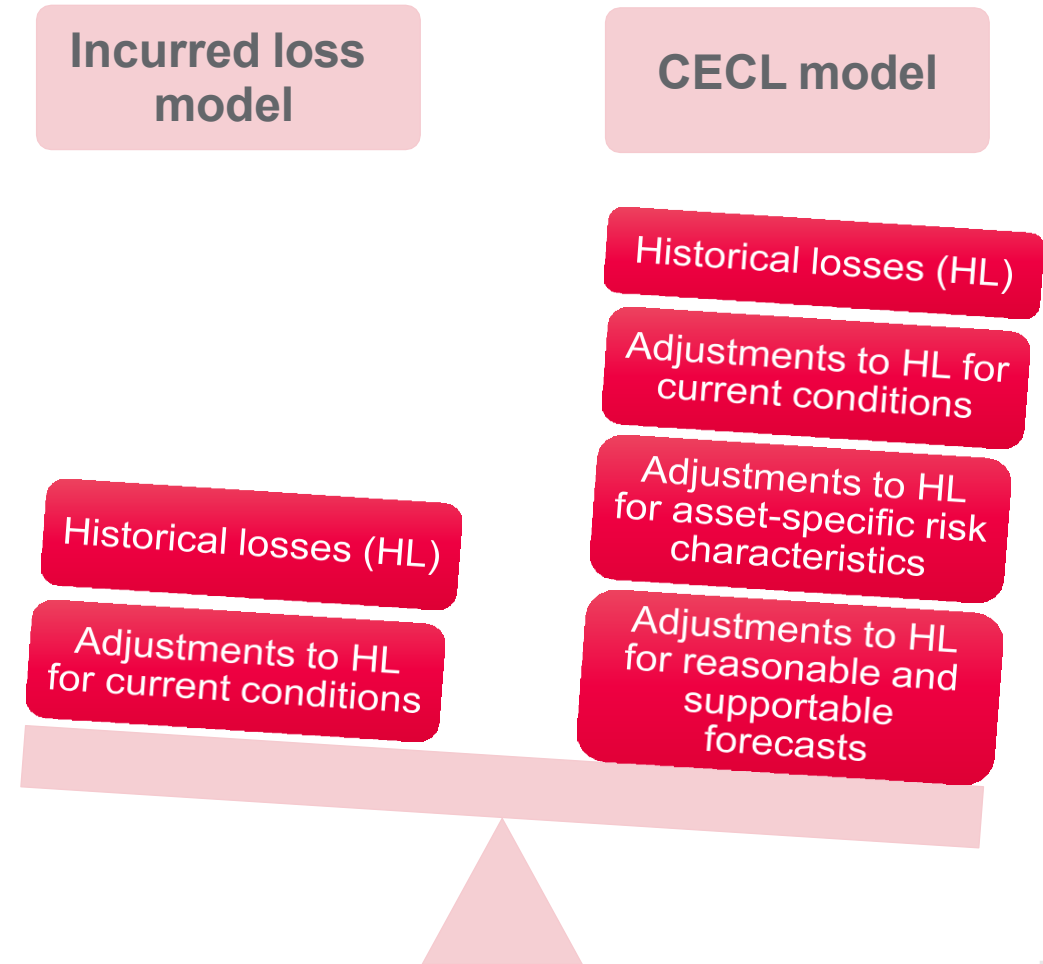 Incurred loss
model
CECL model
Historical losses (HL)
Adjustments to HL
for current conditions
Historical losses (HL)
Adjustments to HL for
current conditions
Adjustments to HL
for asset-specific risk
characteristics
Adjustments to HL
for reasonable and
supportable
forecasts